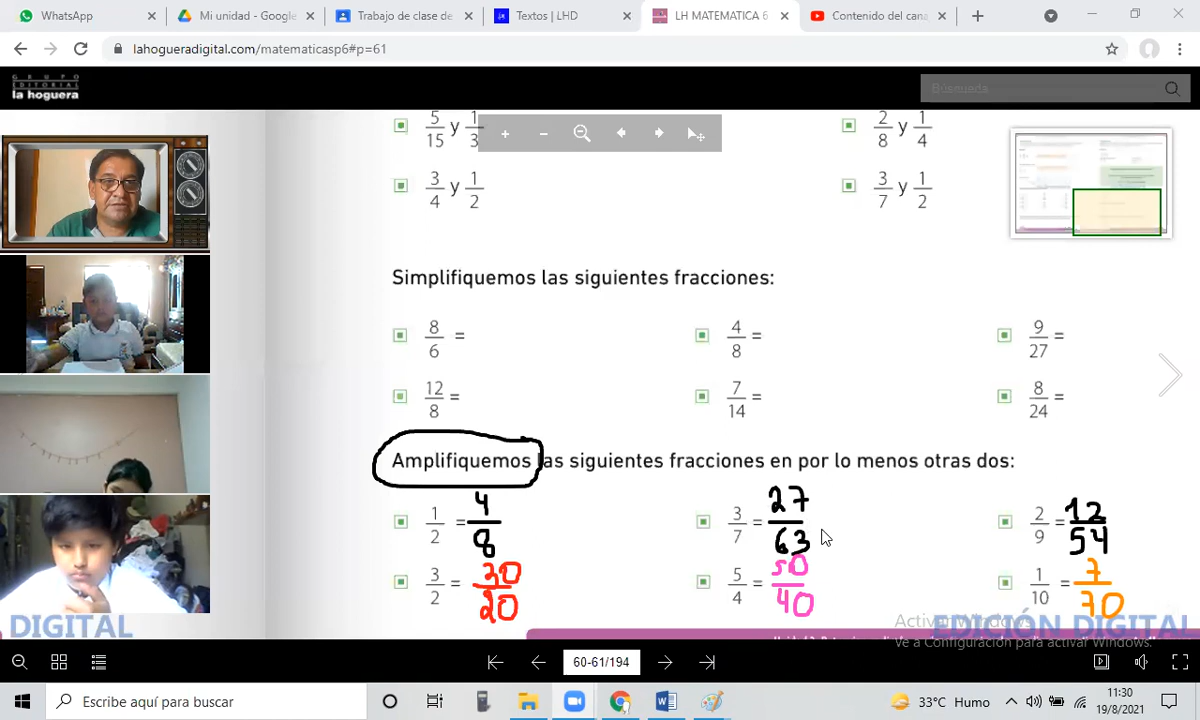 WhatsApp
Mi unidad - Google
Trabajo de clase de
Textos | LHD
LH MATEMATICA 6
Contenido del cana
lahogueradigital.com/matematicasp6#p=61
GRUPO
EDITORIAL
la hoguera
Búsqueda
5/15 y 1/3
2/8 y 1/4
3/4 y 1/2
3/7 y 1/2
Simplifiquemos las siguientes fracciones:
8/6 =
4/8 =
9/27 =
12/8 =
7/14 =
8/24 =
Amplifiquemos las siguientes fracciones en por lo menos otras dos:
1/2 = 4/8
3/7 = 27/63
2/9 = 12/54
3/2 = 30/20
5/4 = 50/40
1/10 = 7/70
DIGITAL
EDICIÓN DIGITAL
Activar Windows
Ve a Configuración para activar Windows.
60-61/194
Escribe aquí para buscar
33°C Humo
11:30
19/8/2021